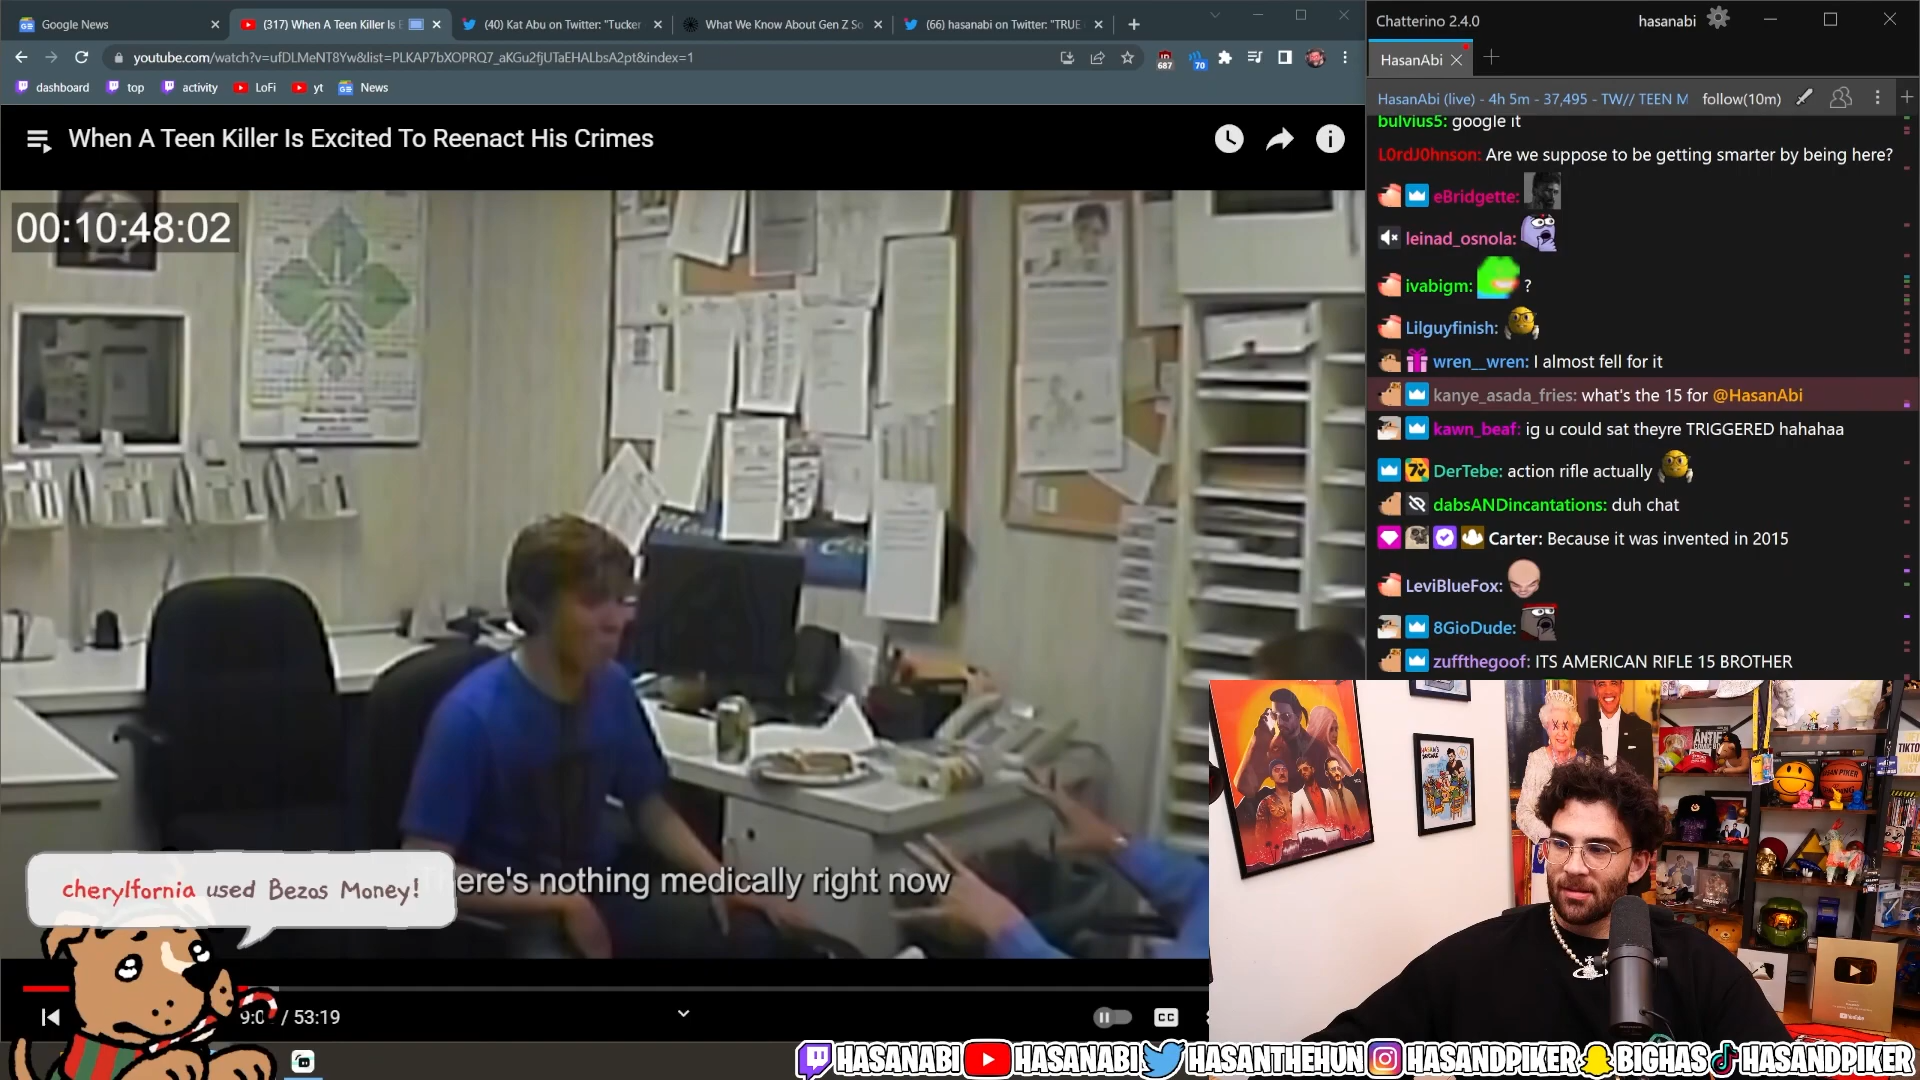 Google News
(317) When A Teen Killer Is E
(40) Kat Abu on Twitter: "Tucker
What We Know About Gen Z So
(66) hasanabi on Twitter: "TRUE
Chatterino 2.4.0
hasanabi
youtube.com/watch?v=ufDLMeNT8Yw&list=PLKAP7bXOPRQ7_aKGu2fjUTaEHALbsA2pt&index=1
687
70
HasanAbi
dashboard
top
activity
LoFi
yt
News
HasanAbi (live) - 4h 5m - 37,495 - TW// TEEN M
follow(10m)
When A Teen Killer Is Excited To Reenact His Crimes
00:10:48:02
bulvius5: google it
L0rdJ0hnson: Are we suppose to be getting smarter by being here?
eBridgette:
leinad_osnola:
ivabigm: ?
Lilguyfinish:
wren__wren: I almost fell for it
kanye_asada_fries: what's the 15 for @HasanAbi
kawn_beaf: ig u could sat theyre TRIGGERED hahahaa
DerTebe: action rifle actually
dabsANDincantations: duh chat
Carter: Because it was invented in 2015
LeviBlueFox:
8GioDude:
zuffthegoof: ITS AMERICAN RIFLE 15 BROTHER
cherylfornia used Bezos Money!
here's nothing medically right now
9:0 / 53:19
CC
HASANABI HASANABI HASANTHEHUN HASANDPIKER BIGHAS HASANDPIKER